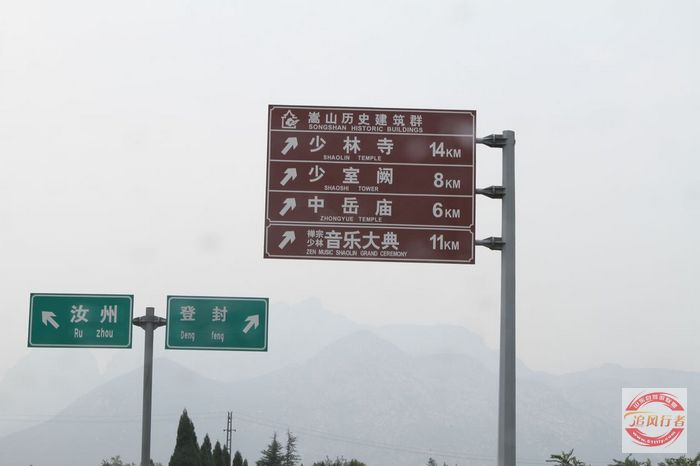 嵩山历史建筑群
SONGSHAN HISTORIC BUILDINGS
少林寺 14KM
SHAOLIN TEMPLE
少室阙 8KM
SHAOSHI TOWER
中岳庙 6KM
ZHONGYUE TEMPLE
禅宗少林 音乐大典 11KM
ZEN MUSIC SHAOLIN GRAND CEREMONY
汝州
Ru zhou
登封
Deng feng
追风行者